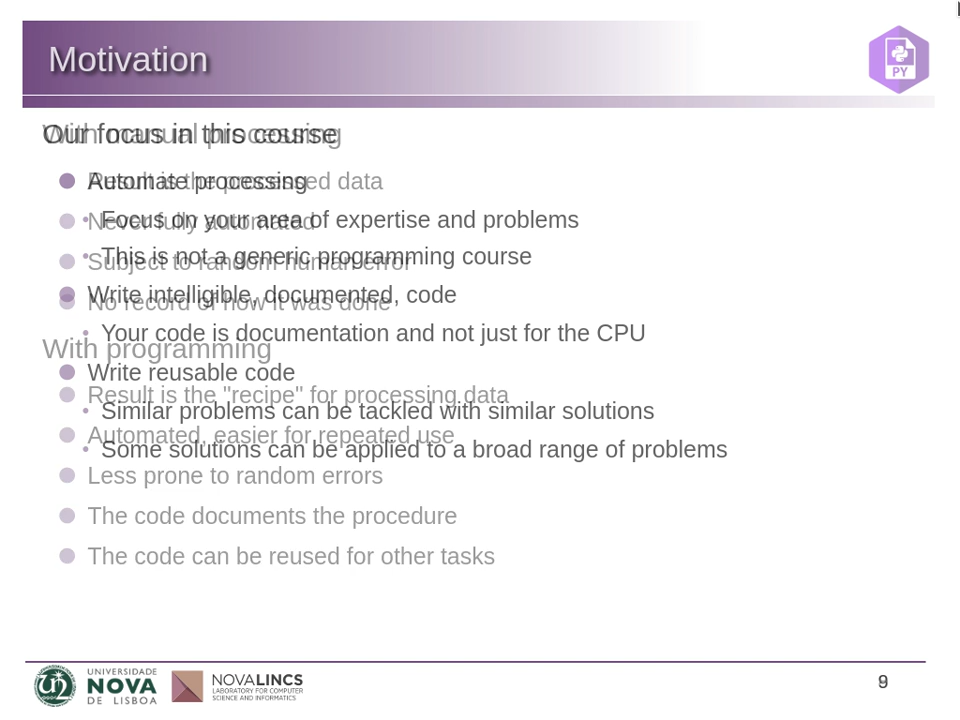 Motivation
PY
Our focus in this course
With manual processing
Automate processing
Result is the processed data
Focus on your area of expertise and problems
Never fully automated
This is not a generic programming course
Subject to random human error
Write intelligible, documented, code
No record of how it was done
Your code is documentation and not just for the CPU
With programming
Write reusable code
Result is the "recipe" for processing data
Similar problems can be tackled with similar solutions
Automated, easier for repeated use
Some solutions can be applied to a broad range of problems
Less prone to random errors
The code documents the procedure
The code can be reused for other tasks
UNIVERSIDADE
NOVA
DE LISBOA
NOVALINCS
LABORATORY FOR COMPUTER
SCIENCE AND INFORMATICS
9